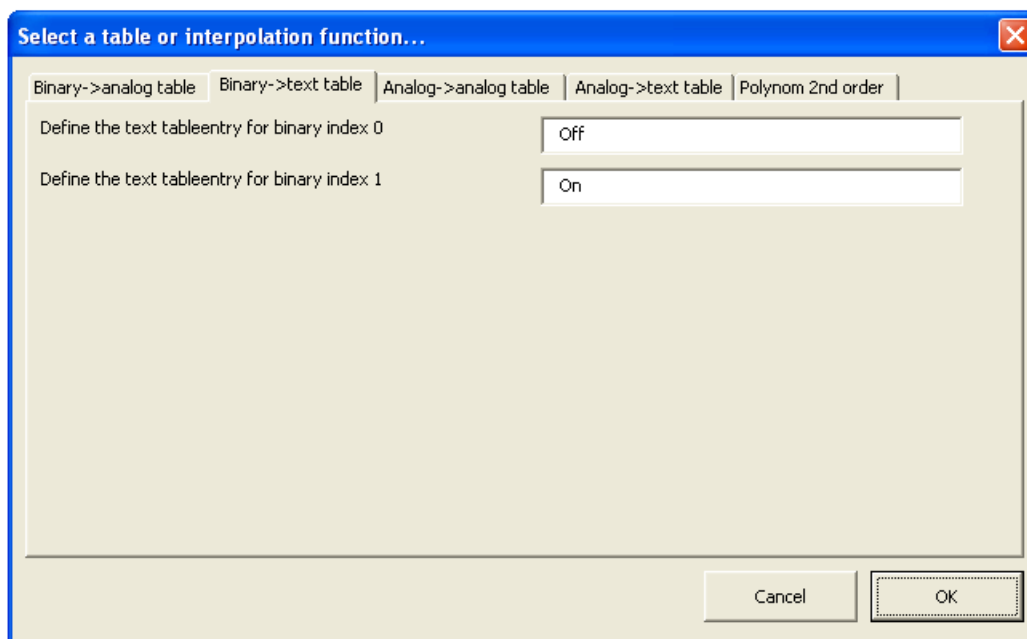 Select a table or interpolation function...
Binary->analog table Binary->text table Analog->analog table Analog->text table Polynom 2nd order
Define the text tableentry for binary index 0 Off
Define the text tableentry for binary index 1 On
Cancel OK